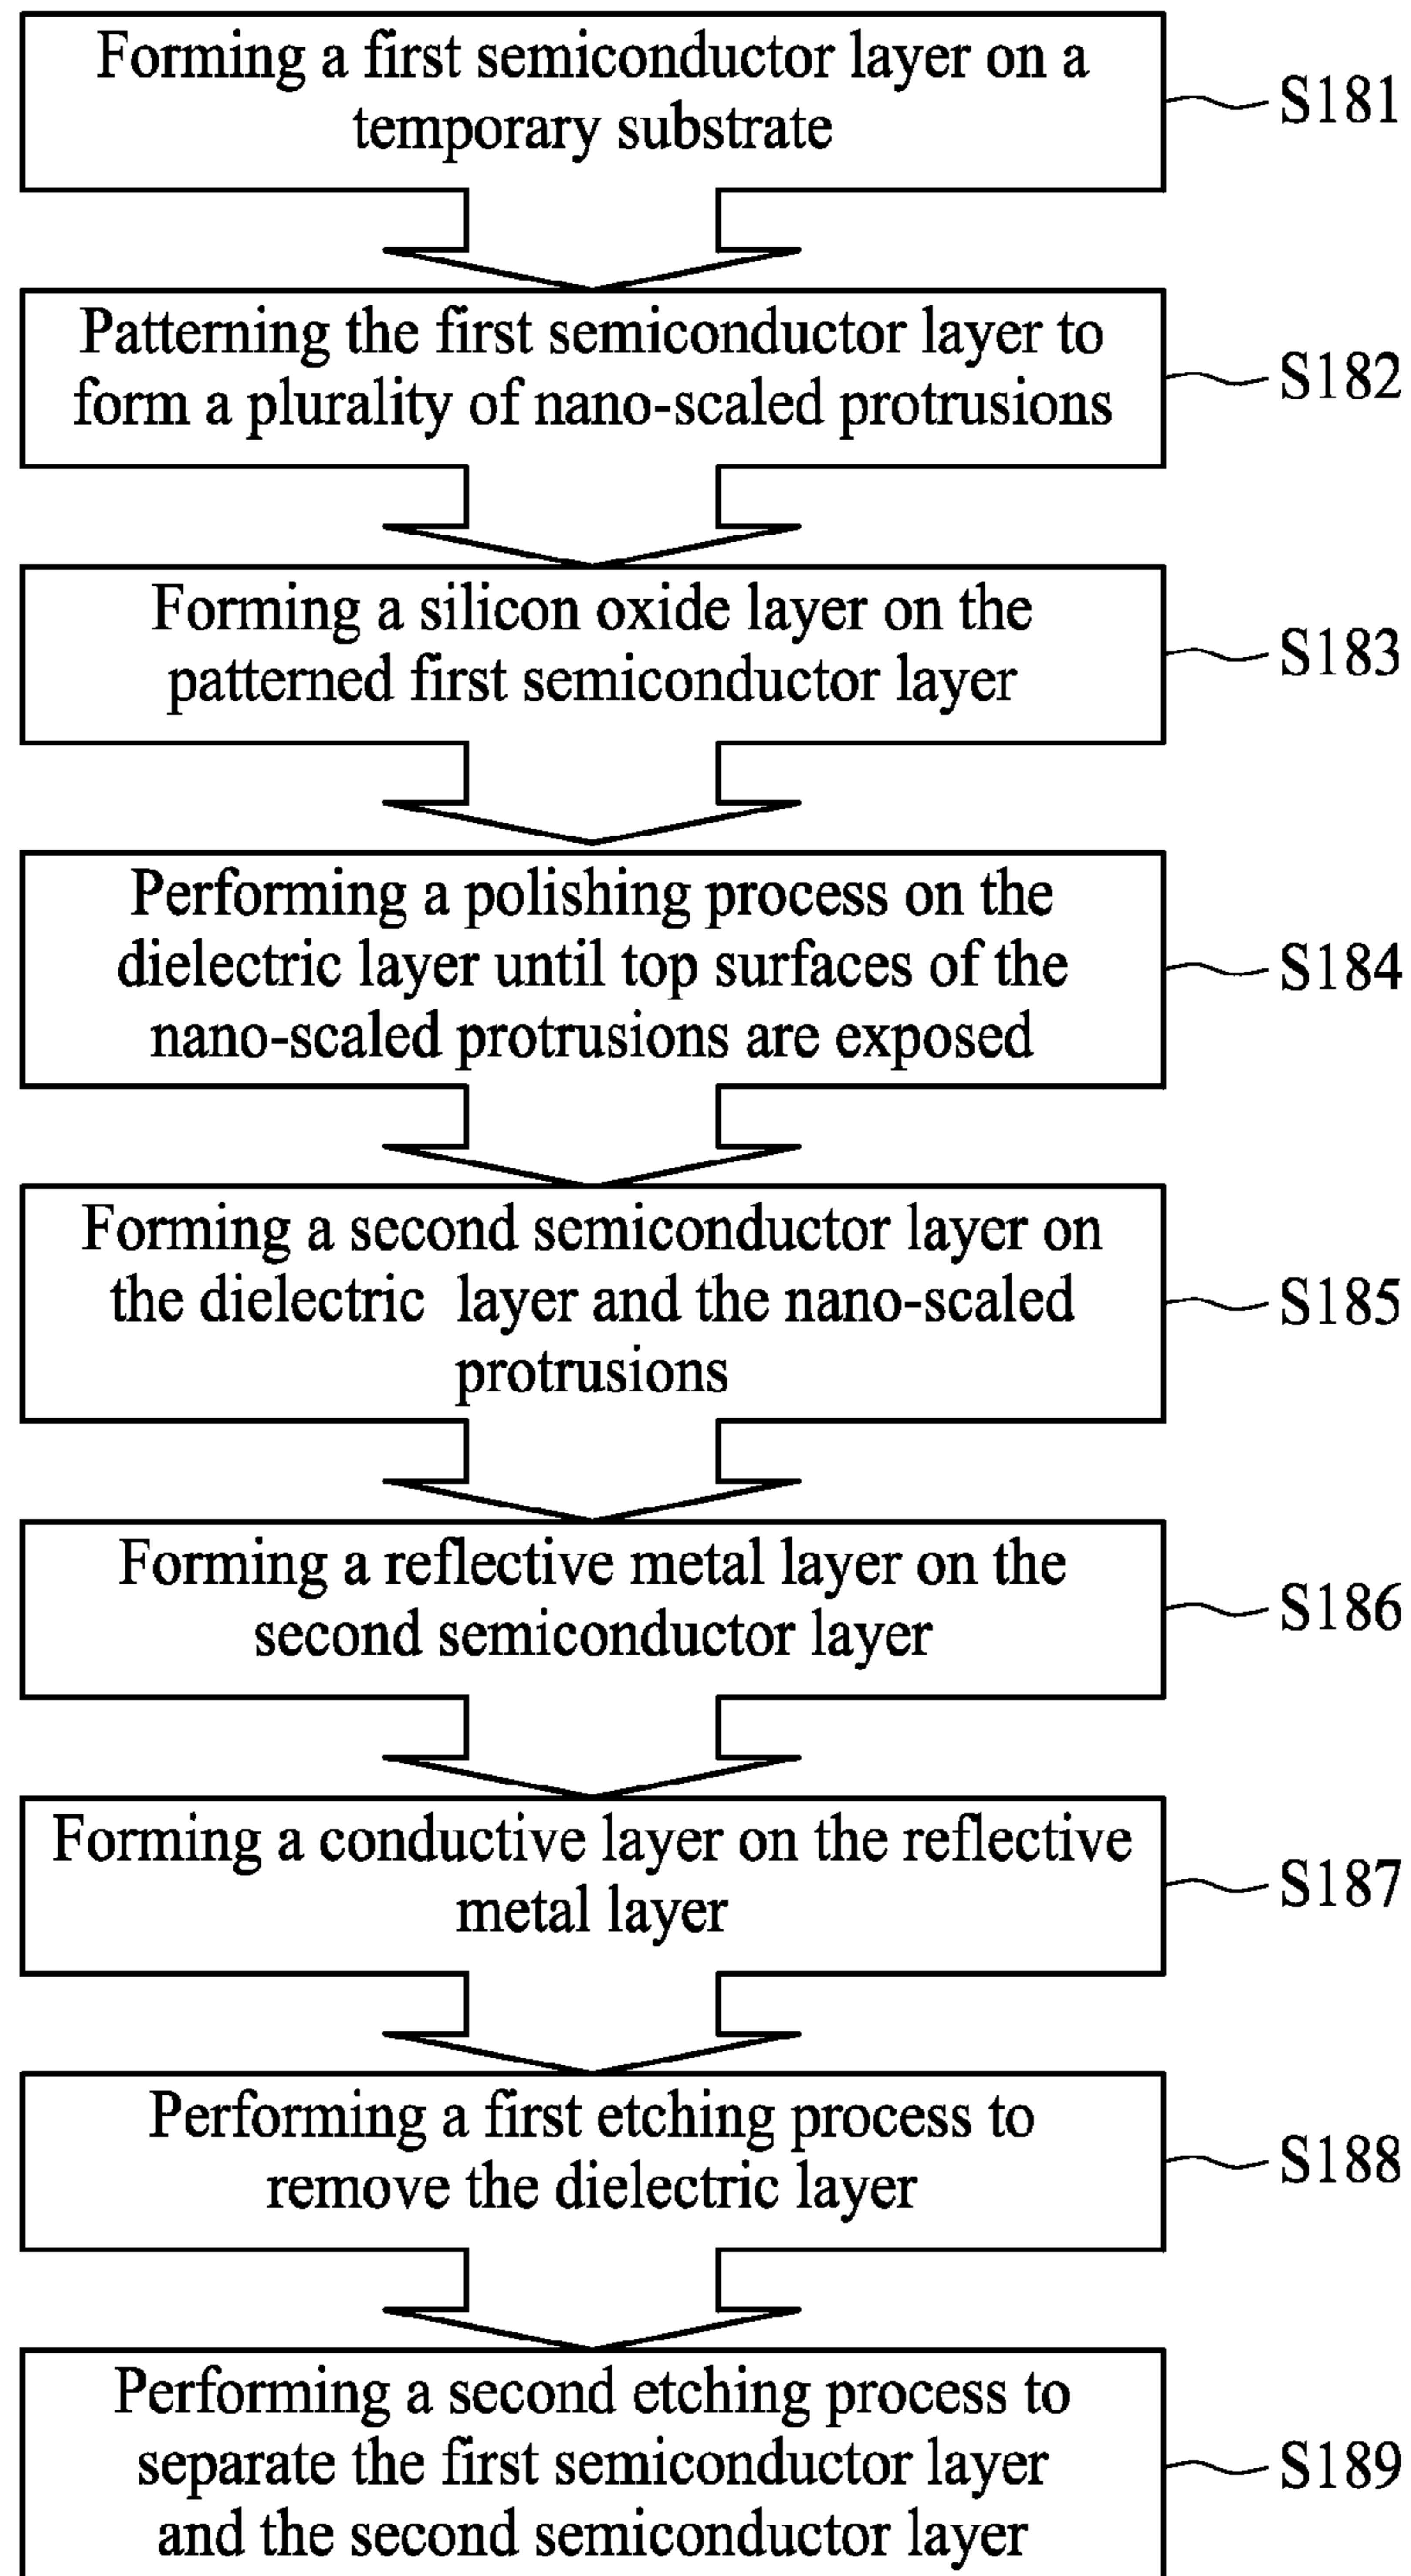 Forming a first semiconductor layer on a
temporary substrate
S181
Patterning the first semiconductor layer to
form a plurality of nano-scaled protrusions
S182
Forming a silicon oxide layer on the
patterned first semiconductor layer
S183
Performing a polishing process on the
dielectric layer until top surfaces of the
nano-scaled protrusions are exposed
S184
Forming a second semiconductor layer on
the dielectric layer and the nano-scaled
protrusions
S185
Forming a reflective metal layer on the
second semiconductor layer
S186
Forming a conductive layer on the reflective
metal layer
S187
Performing a first etching process to
remove the dielectric layer
S188
Performing a second etching process to
separate the first semiconductor layer
and the second semiconductor layer
S189